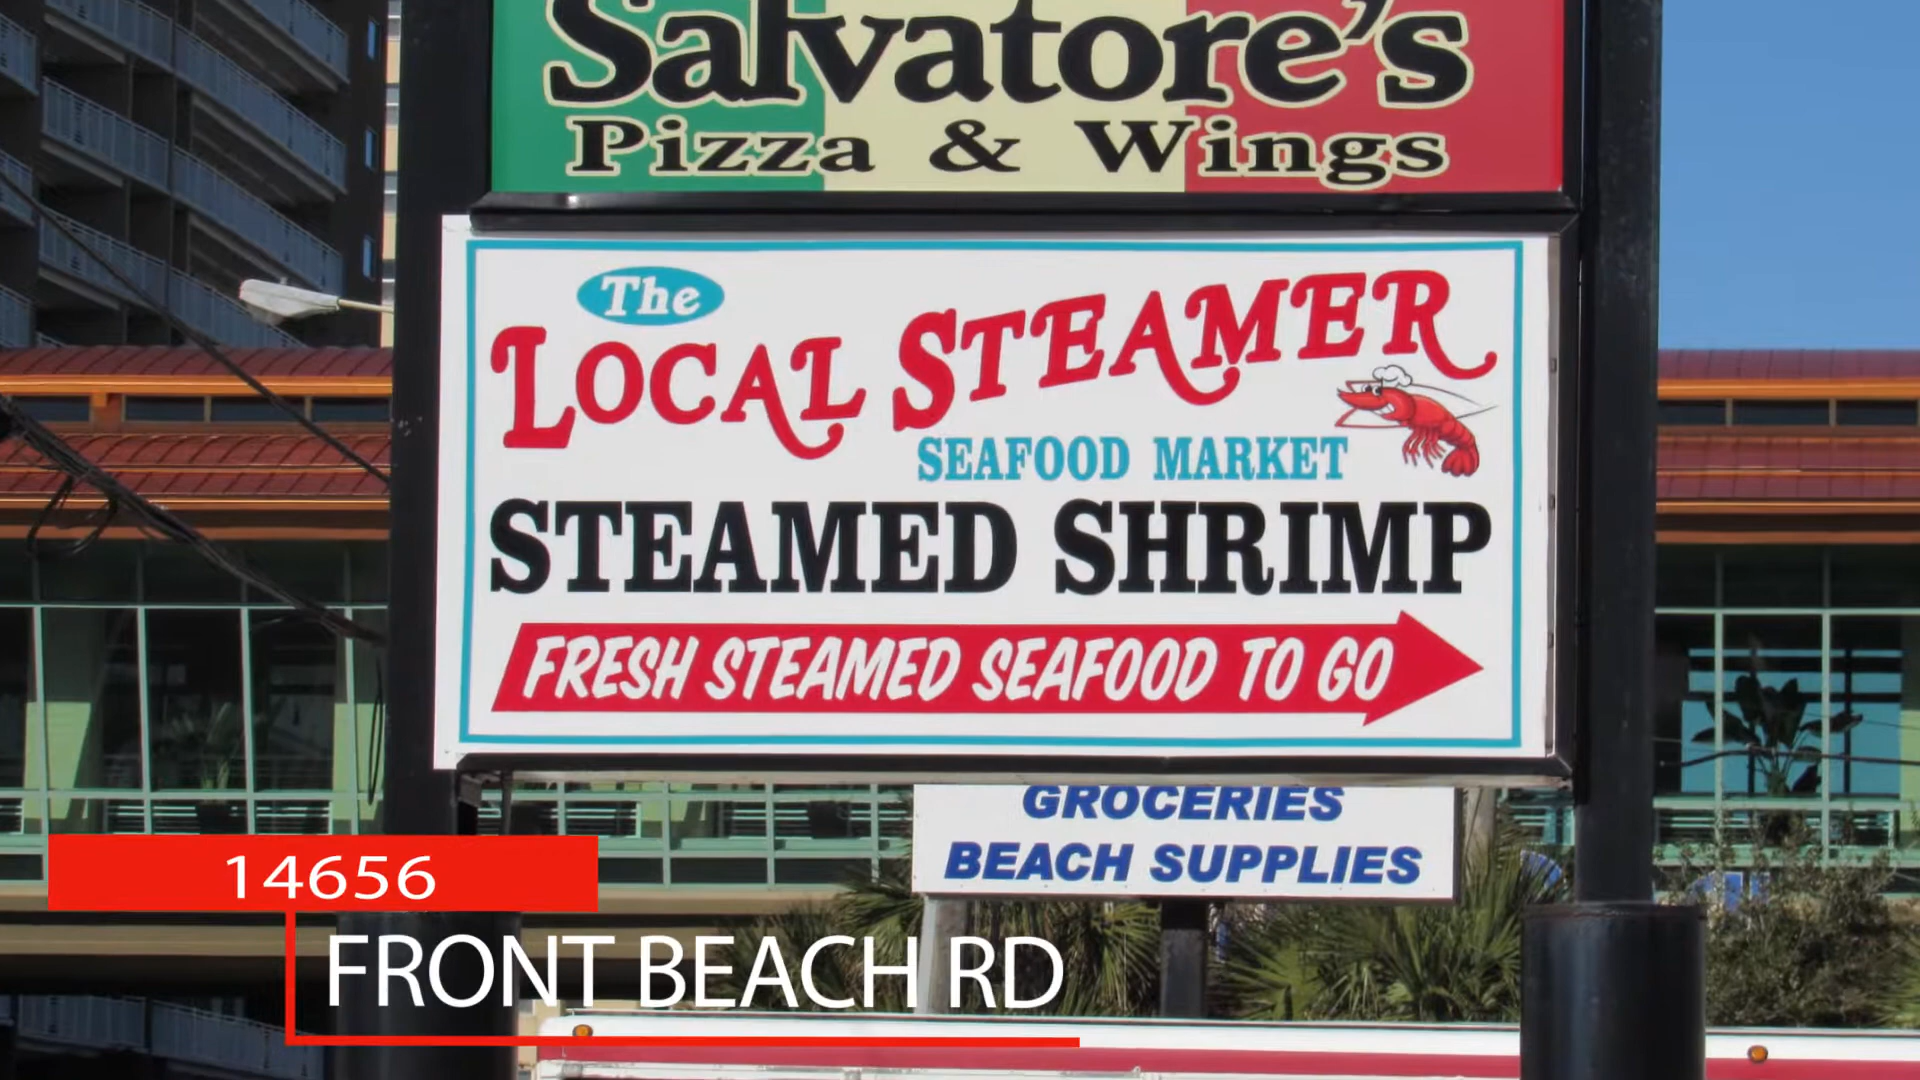 Salvatore's
Pizza & Wings
The
LOCAL STEAMER
SEAFOOD MARKET
STEAMED SHRIMP
FRESH STEAMED SEAFOOD TO GO
GROCERIES
BEACH SUPPLIES
14656
FRONT BEACH RD